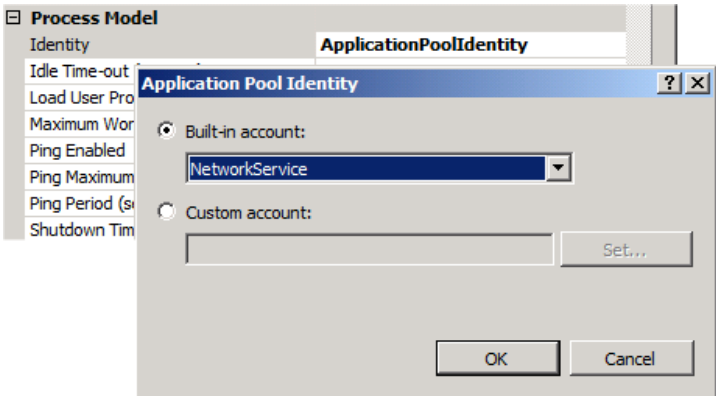 Process Model
Identity ApplicationPoolIdentity
Idle Time-out
Application Pool Identity
Load User Pro
Maximum Wor
Built-in account:
Ping Enabled
NetworkService
Ping Maximum
Ping Period (s
Custom account:
Shutdown Tim
Set...
OK Cancel